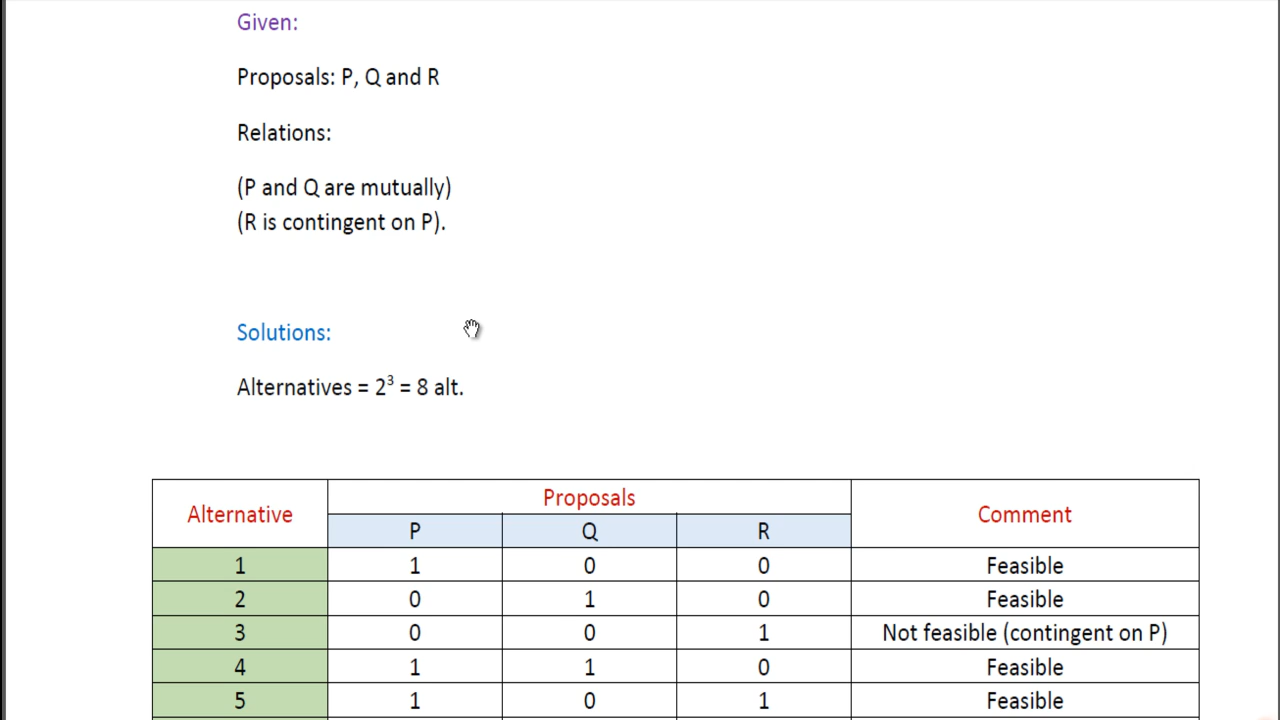 Given:
Proposals: P, Q and R
Relations:
(P and Q are mutually)
(R is contingent on P).
Solutions:
Alternatives = 2³ = 8 alt.
Alternative Proposals Comment
P Q R
1 1 0 0 Feasible
2 0 1 0 Feasible
3 0 0 1 Not feasible (contingent on P)
4 1 1 0 Feasible
5 1 0 1 Feasible